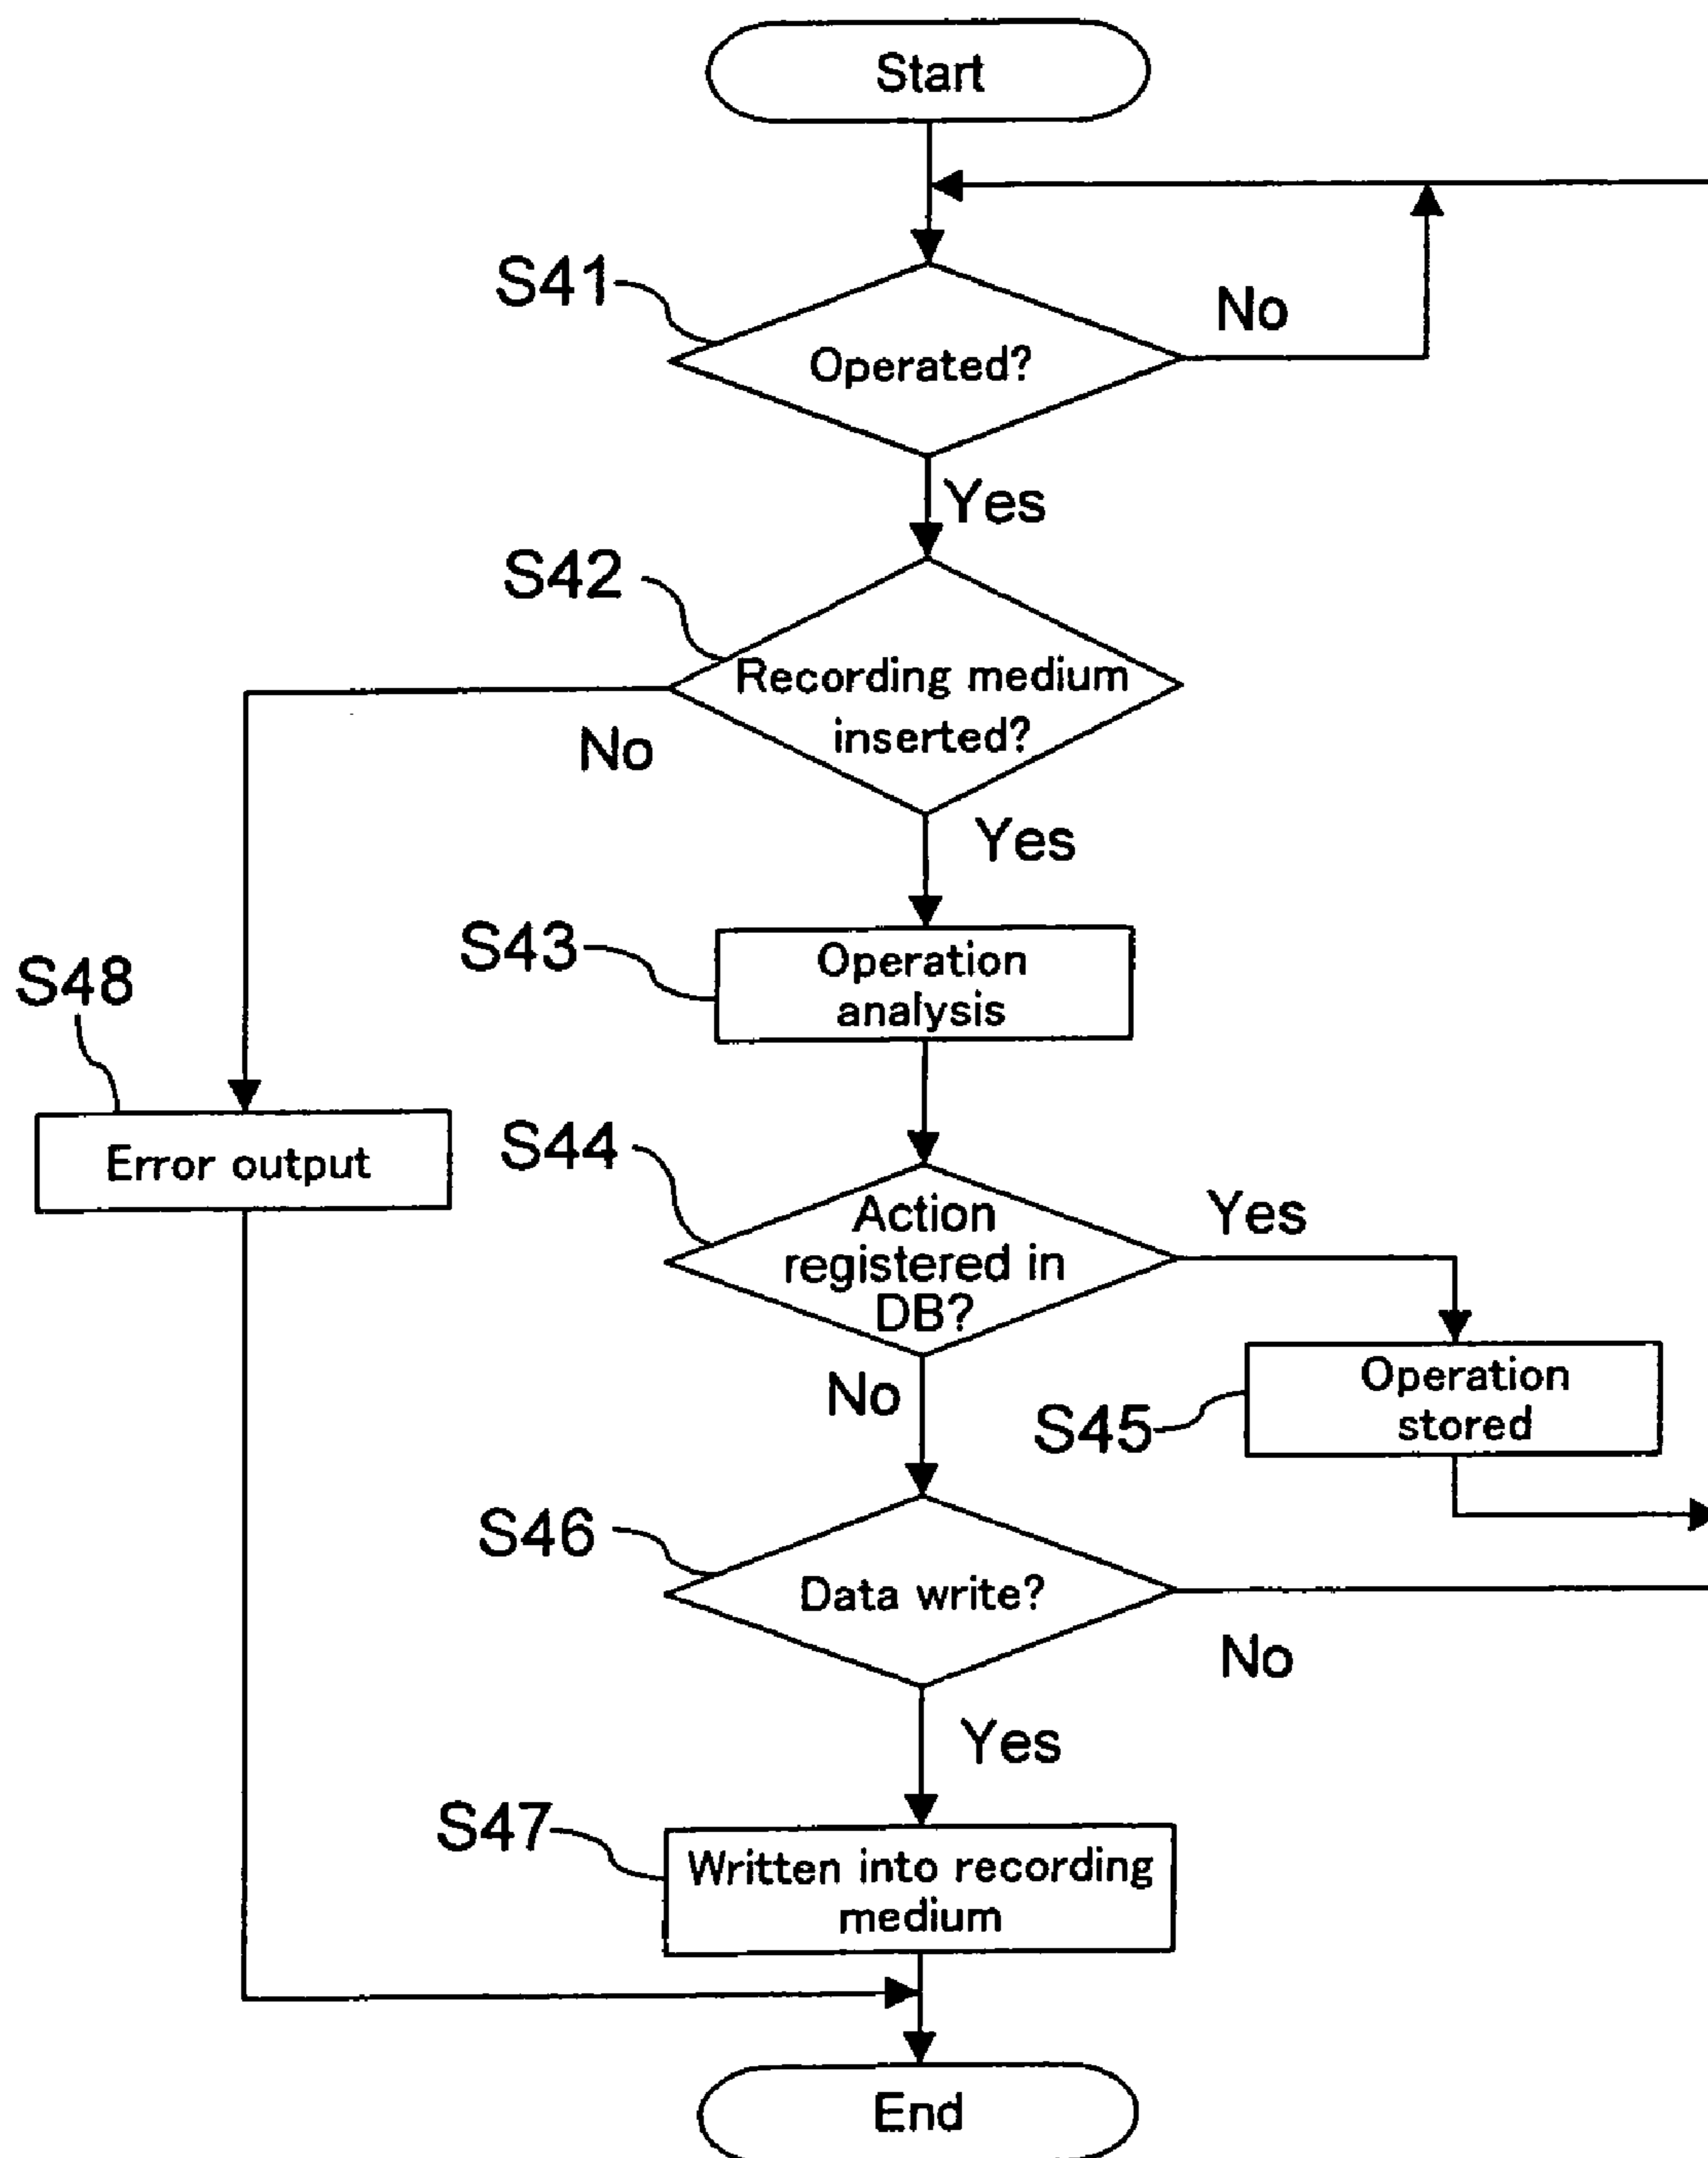 Start
S41
Operated?
No
Yes
S42
Recording medium
inserted?
No
Yes
S43
Operation
analysis
S48
Error output
S44
Action
registered in
DB?
Yes
No
S45
Operation
stored
S46
Data write?
No
Yes
S47
Written into recording
medium
End